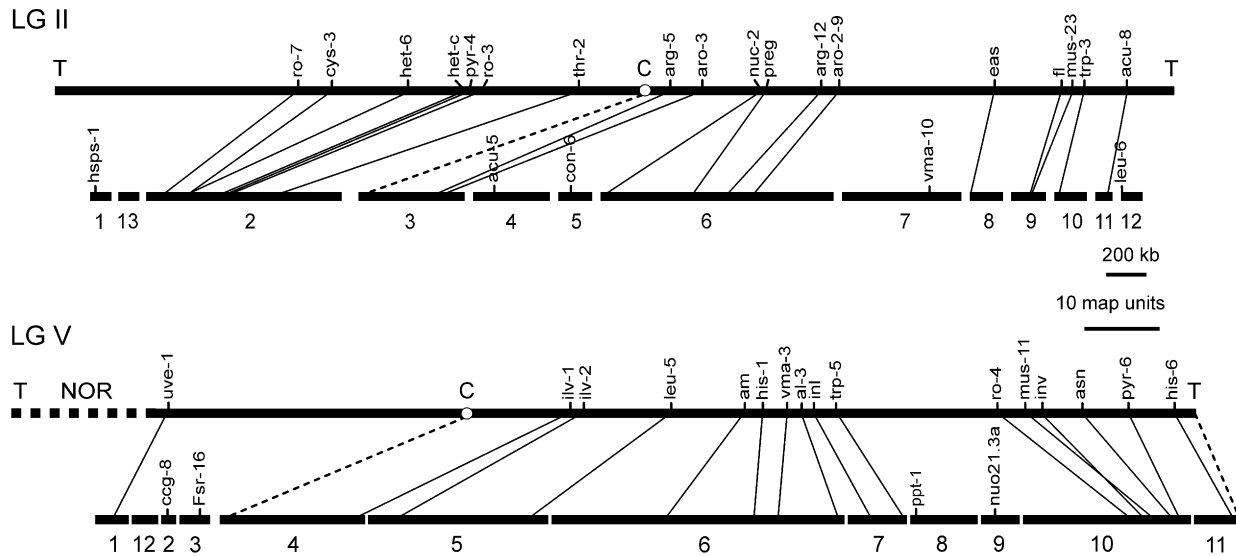 LG II
T ro-7 cys-3 het-6 het-c pyr-4 ro-3 thr-2 C arg-5 aro-3 nuc-2 preg arg-12 aro-2-9 eas fl mus-23 trp-3 acu-8 T
hsps-1 acu-5 con-6 vma-10 leu-6
1 13 2 3 4 5 6 7 8 9 10 11 12
200 kb
10 map units
LG V
T NOR uve-1 C ilv-1 ilv-2 leu-5 am his-1 vma-3 al-3 inl trp-5 ro-4 mus-11 inv asn pyr-6 his-6 T
ccg-8 Fsr-16 ppt-1 nuo21.3a
1 12 2 3 4 5 6 7 8 9 10 11